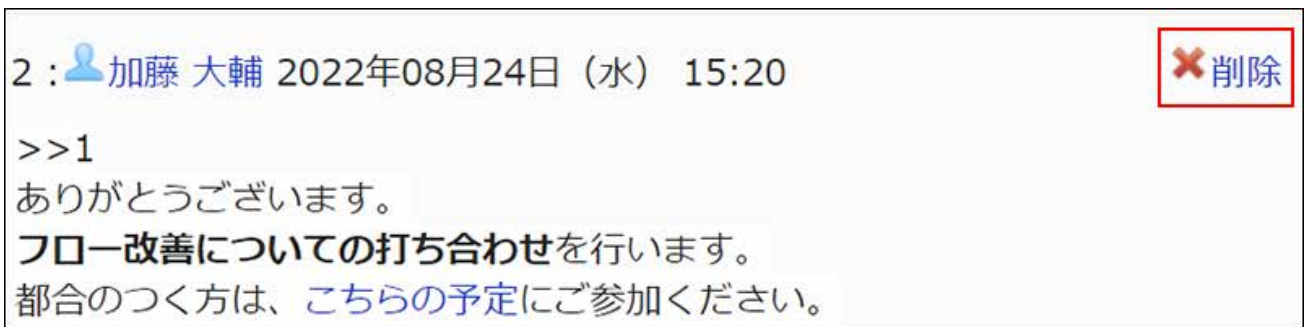 2 : 加藤 大輔 2022年08月24日（水） 15:20
削除
>>1
ありがとうございます。
フロー改善についての打ち合わせを行います。
都合のつく方は、こちらの予定にご参加ください。